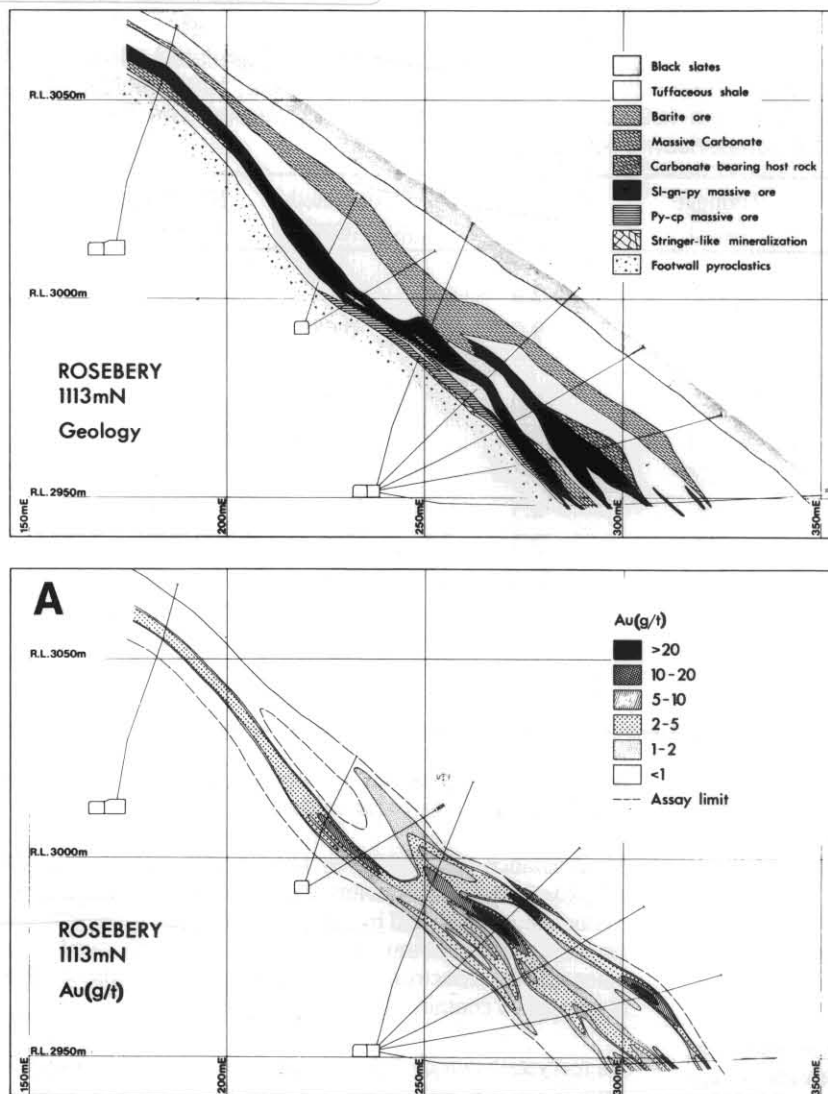 R.L.3050m
R.L.3000m
R.L.2950m
ROSEBERY
1113mN
Geology
Black slates
Tuffaceous shale
Barite ore
Massive Carbonate
Carbonate bearing host rock
Sl-gn-py massive ore
Py-cp massive ore
Stringer-like mineralization
Footwall pyroclastics
150mE
200mE
250mE
300mE
350mE
A
R.L.3050m
R.L.3000m
R.L.2950m
ROSEBERY
1113mN
Au(g/t)
Au(g/t)
>20
10-20
5-10
2-5
1-2
<1
Assay limit
150mE
200mE
250mE
300mE
350mE